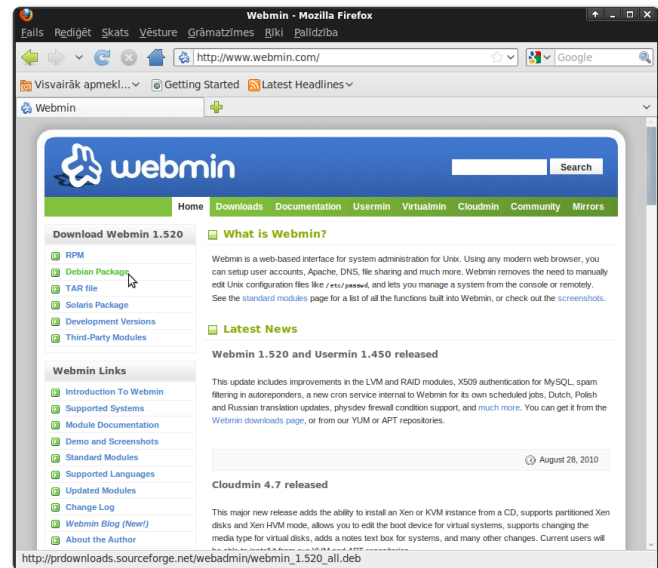 Webmin - Mozilla Firefox
Fails Rediģēt Skats Vēsture Grāmatzīmes Rīki Palīdzība
http://www.webmin.com/
Google
Visvairāk apmekl... Getting Started Latest Headlines
Webmin
webmin
Search
Home Downloads Documentation Usermin Virtualmin Cloudmin Community Mirrors
Download Webmin 1.520
RPM
Debian Package
TAR file
Solaris Package
Development Versions
Third-Party Modules
Webmin Links
Introduction To Webmin
Supported Systems
Module Documentation
Demo and Screenshots
Standard Modules
Supported Languages
Updated Modules
Change Log
Webmin Blog (New!)
About the Author
What is Webmin?
Webmin is a web-based interface for system administration for Unix. Using any modern web browser, you
can setup user accounts, Apache, DNS, file sharing and much more. Webmin removes the need to manually
edit Unix configuration files like /etc/passwd, and lets you manage a system from the console or remotely.
See the standard modules page for a list of all the functions built into Webmin, or check out the screenshots.
Latest News
Webmin 1.520 and Usermin 1.450 released
This update includes improvements in the LVM and RAID modules, X509 authentication for MySQL, spam
filtering in autoreponders, a new cron service internal to Webmin for its own scheduled jobs, Dutch, Polish
and Russian translation updates, physdev firewall condition support, and much more. You can get it from the
Webmin downloads page, or from our YUM or APT repositories.
August 28, 2010
Cloudmin 4.7 released
This major new release adds the ability to install an Xen or KVM instance from a CD, supports partitioned Xen
disks and Xen HVM mode, allows you to edit the boot device for virtual systems, supports changing the
media type for virtual disks, adds a notes text box for systems, and many other changes. Current users will
be able to install it from our YUM and APT repositories.
http://prdownloads.sourceforge.net/webadmin/webmin_1.520_all.deb